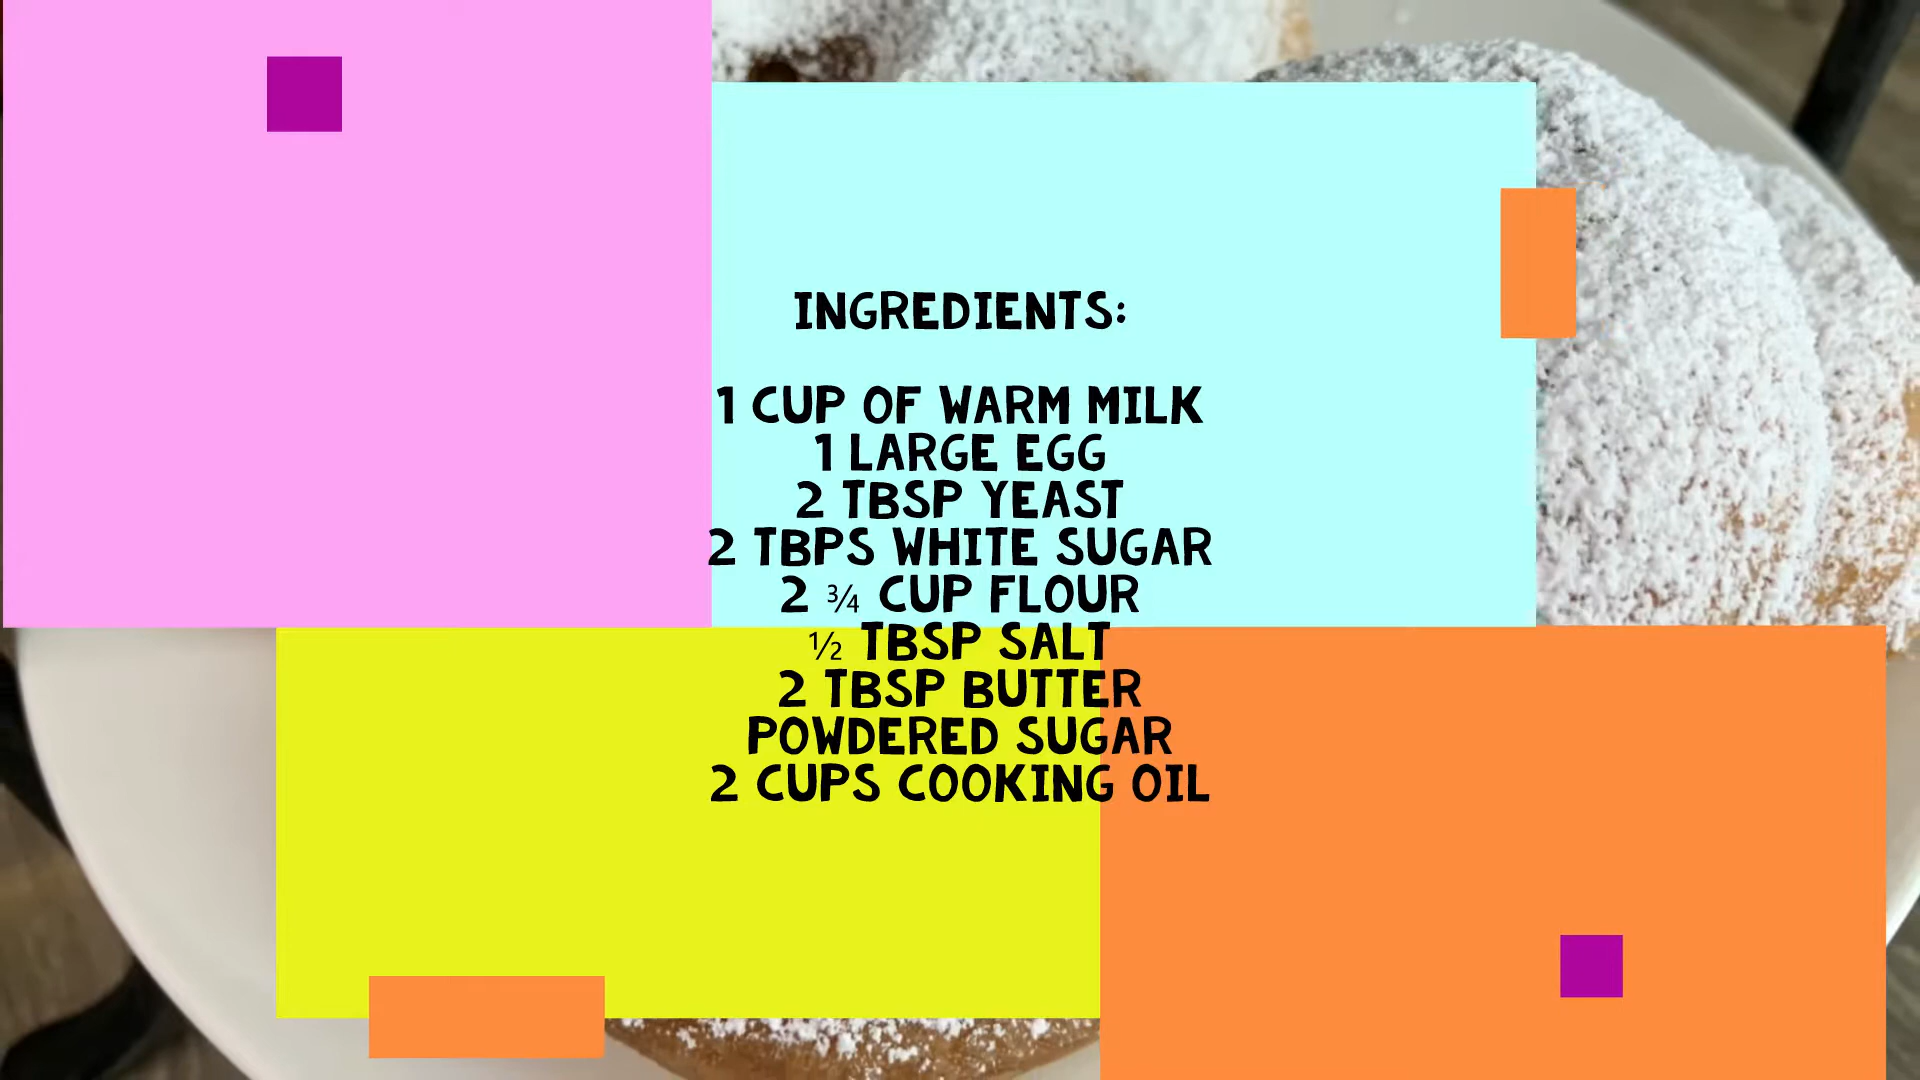 INGREDIENTS:
1 CUP OF WARM MILK
1 LARGE EGG
2 TBSP YEAST
2 TBPS WHITE SUGAR
2 ¾ CUP FLOUR
½ TBSP SALT
2 TBSP BUTTER
POWDERED SUGAR
2 CUPS COOKING OIL